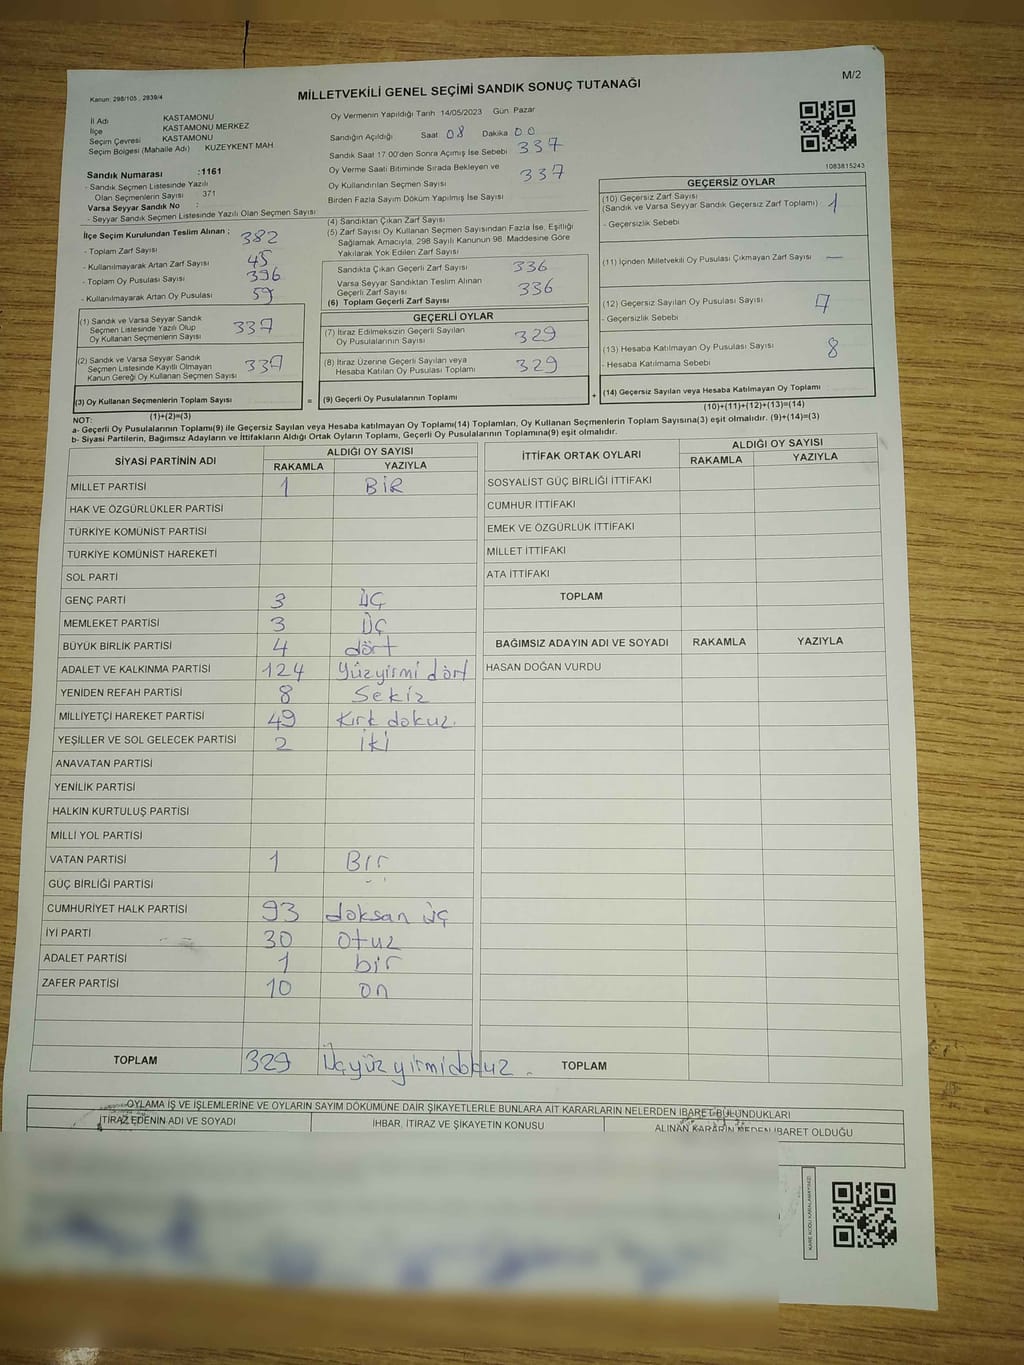 M/2
Kanun: 298/105 , 2839/4
MİLLETVEKİLİ GENEL SEÇİMİ SANDIK SONUÇ TUTANAĞI
İl Adı KASTAMONU
İlçe KASTAMONU MERKEZ
Seçim Çevresi KASTAMONU
Seçim Bölgesi (Mahalle Adı) KUZEYKENT MAH.
Sandık Numarası :1161
- Sandık Seçmen Listesinde Yazılı
Olan Seçmenlerin Sayısı 371
Varsa Seyyar Sandık No :
- Seyyar Sandık Seçmen Listesinde Yazılı Olan Seçmen Sayısı:
İlçe Seçim Kurulundan Teslim Alınan ;
- Toplam Zarf Sayısı 382
- Kullanılmayarak Artan Zarf Sayısı 45
- Toplam Oy Pusulası Sayısı 396
- Kullanılmayarak Artan Oy Pusulası 59
(1) Sandık ve Varsa Seyyar Sandık
Seçmen Listesinde Yazılı Olup
Oy Kullanan Seçmenlerin Sayısı 337
(2) Sandık ve Varsa Seyyar Sandık
Seçmen Listesinde Kayıtlı Olmayan
Kanun Gereği Oy Kullanan Seçmen Sayısı 337
(3) Oy Kullanan Seçmenlerin Toplam Sayısı
(1)+(2)=(3)
Oy Vermenin Yapıldığı Tarih 14/05/2023 Gün Pazar
Sandığın Açıldığı Saat 08 Dakika 00
Sandık Saat 17.00'den Sonra Açmış İse Sebebi 337
Oy Verme Saati Bitiminde Sırada Bekleyen ve
Oy Kullandırılan Seçmen Sayısı 337
Birden Fazla Sayım Döküm Yapılmış İse Sayısı
(4) Sandıktan Çıkan Zarf Sayısı
(5) Zarf Sayısı Oy Kullanan Seçmen Sayısından Fazla İse, Eşitliği
Sağlamak Amacıyla, 298 Sayılı Kanunun 98. Maddesine Göre
Yakılarak Yok Edilen Zarf Sayısı
Sandıkta Çıkan Geçerli Zarf Sayısı 336
Varsa Seyyar Sandıktan Teslim Alınan
Geçerli Zarf Sayısı 336
(6) Toplam Geçerli Zarf Sayısı
GEÇERLİ OYLAR
(7) İtiraz Edilmeksizin Geçerli Sayılan
Oy Pusulalarının Sayısı 329
(8) İtiraz Üzerine Geçerli Sayılan veya
Hesaba Katılan Oy Pusulası Toplamı 329
= (9) Geçerli Oy Pusulalarının Toplamı +
1083815243
GEÇERSİZ OYLAR
(10) Geçersiz Zarf Sayısı
(Sandık ve Varsa Seyyar Sandık Geçersiz Zarf Toplamı) 1
- Geçersizlik Sebebi
(11) İçinden Milletvekili Oy Pusulası Çıkmayan Zarf Sayısı —
(12) Geçersiz Sayılan Oy Pusulası Sayısı 7
- Geçersizlik Sebebi
(13) Hesaba Katılmayan Oy Pusulası Sayısı 8
- Hesaba Katılmama Sebebi
(14) Geçersiz Sayılan veya Hesaba Katılmayan Oy Toplamı
(10)+(11)+(12)+(13)=(14)
NOT:
a- Geçerli Oy Pusulalarının Toplamı(9) ile Geçersiz Sayılan veya Hesaba Katılmayan Oy Toplamı(14) Toplamları, Oy Kullanan Seçmenlerin Toplam Sayısına(3) eşit olmalıdır. (9)+(14)=(3)
b- Siyasi Partilerin, Bağımsız Adayların ve İttifakların Aldığı Ortak Oyların Toplamı, Geçerli Oy Pusulalarının Toplamına(9) eşit olmalıdır.
SİYASİ PARTİNİN ADI ALDIĞI OY SAYISI
RAKAMLA YAZIYLA
MİLLET PARTİSİ 1 BİR
HAK VE ÖZGÜRLÜKLER PARTİSİ
TÜRKİYE KOMÜNİST PARTİSİ
TÜRKİYE KOMÜNİST HAREKETİ
SOL PARTİ
GENÇ PARTİ 3 ÜÇ
MEMLEKET PARTİSİ 3 ÜÇ
BÜYÜK BİRLİK PARTİSİ 4 dört
ADALET VE KALKINMA PARTİSİ 124 Yüzyirmi dört
YENİDEN REFAH PARTİSİ 8 Sekiz
MİLLİYETÇİ HAREKET PARTİSİ 49 Kırk dokuz.
YEŞİLLER VE SOL GELECEK PARTİSİ 2 İki
ANAVATAN PARTİSİ
YENİLİK PARTİSİ
HALKIN KURTULUŞ PARTİSİ
MİLLİ YOL PARTİSİ
VATAN PARTİSİ 1 Bir
GÜÇ BİRLİĞİ PARTİSİ
CUMHURİYET HALK PARTİSİ 93 doksan üç
İYİ PARTİ 30 Otuz
ADALET PARTİSİ 1 bir
ZAFER PARTİSİ 10 on
TOPLAM 329 Üçyüz yirmidokuz.
İTTİFAK ORTAK OYLARI ALDIĞI OY SAYISI
RAKAMLA YAZIYLA
SOSYALİST GÜÇ BİRLİĞİ İTTİFAKI
CUMHUR İTTİFAKI
EMEK VE ÖZGÜRLÜK İTTİFAKI
MİLLET İTTİFAKI
ATA İTTİFAKI
TOPLAM
BAĞIMSIZ ADAYIN ADI VE SOYADI RAKAMLA YAZIYLA
HASAN DOĞAN VURDU
TOPLAM
OYLAMA İŞ VE İŞLEMLERİNE VE OYLARIN SAYIM DÖKÜMÜNE DAİR ŞİKAYETLERLE BUNLARA AİT KARARLARIN NELERDEN İBARET BULUNDUKLARI
İTİRAZ EDENİN ADI VE SOYADI İHBAR, İTİRAZ VE ŞİKAYETİN KONUSU ALINAN KARARIN NEDEN İBARET OLDUĞU
KARE KODU KARALAMAYINIZ!